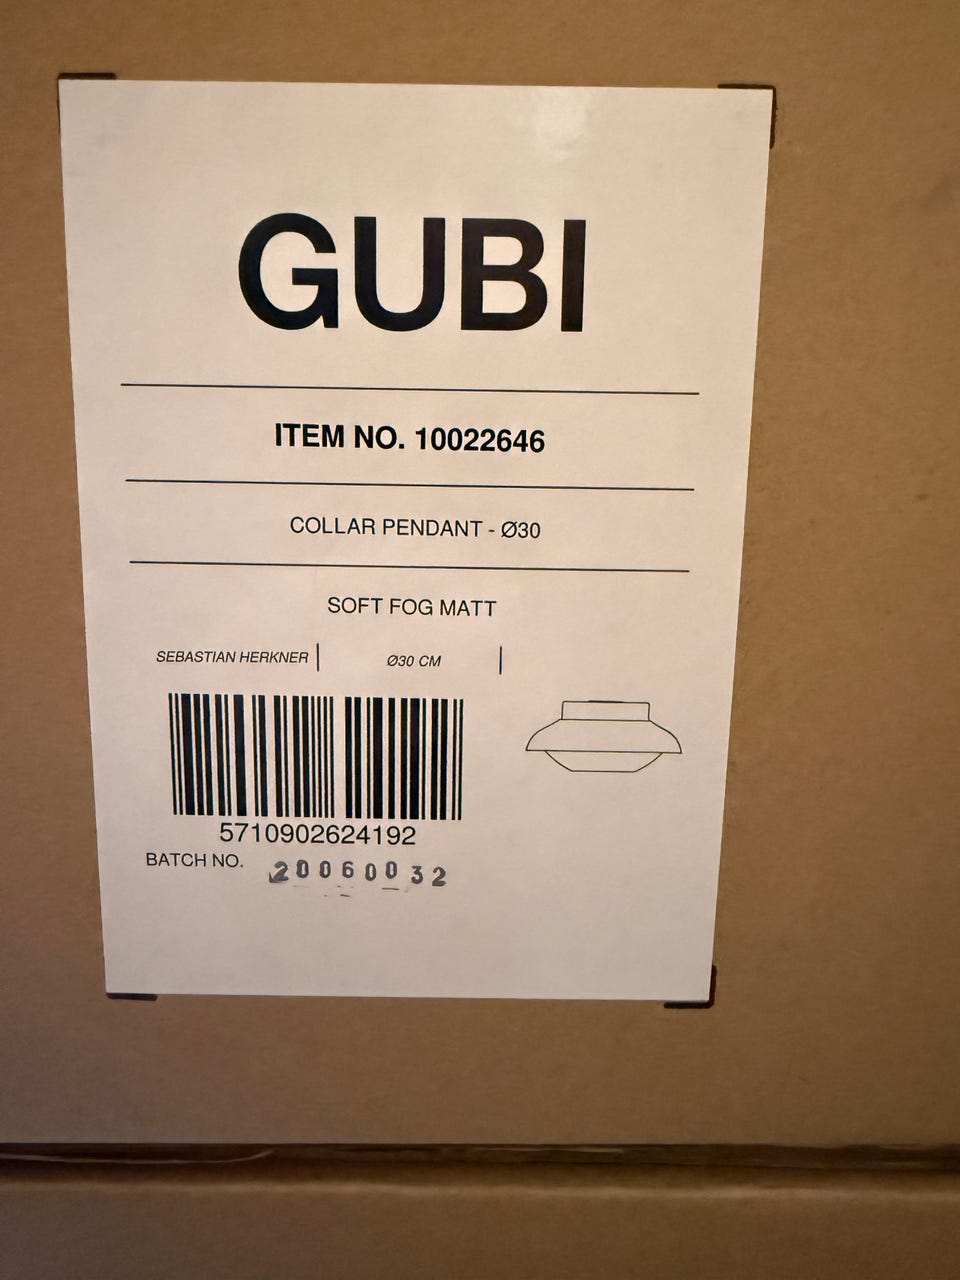 GUBI
ITEM NO. 10022646
COLLAR PENDANT - Ø30
SOFT FOG MATT
SEBASTIAN HERKNER | Ø30 CM |
5710902624192
BATCH NO. 20060032